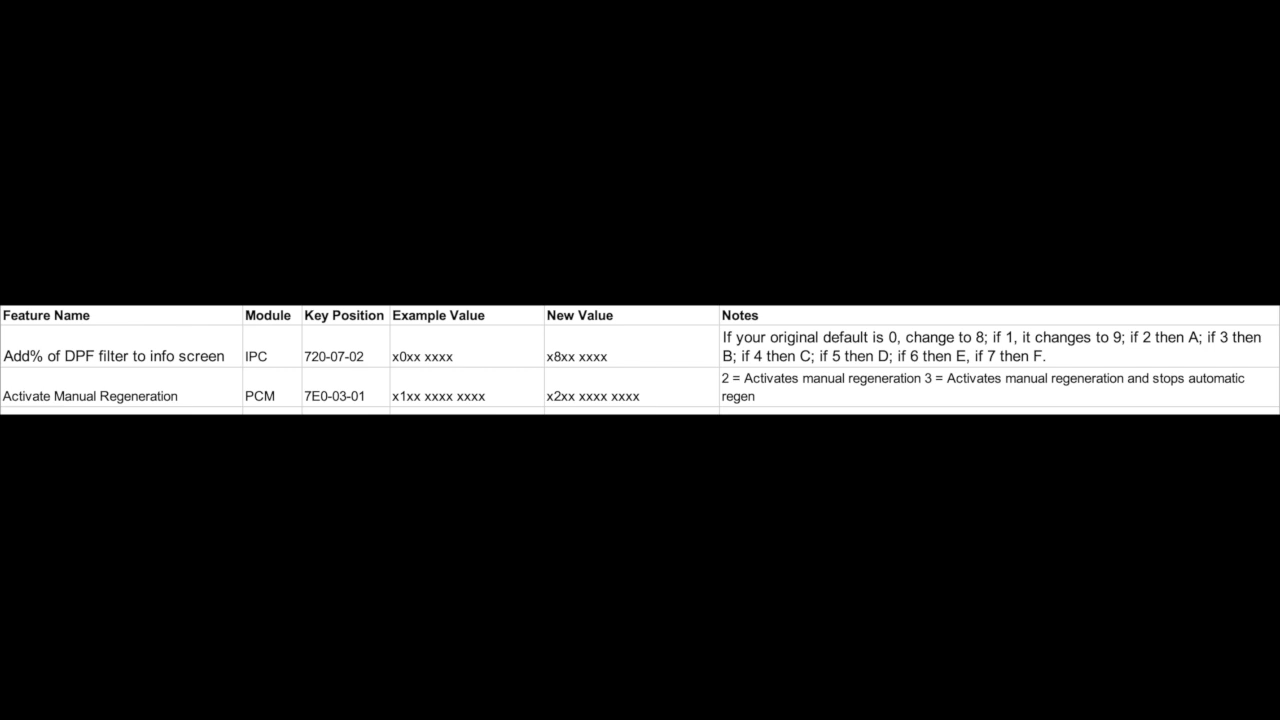 Feature Name Module Key Position Example Value New Value Notes
If your original default is 0, change to 8; if 1, it changes to 9; if 2 then A; if 3 then
Add% of DPF filter to info screen IPC 720-07-02 x0xx xxxx x8xx xxxx B; if 4 then C; if 5 then D; if 6 then E, if 7 then F.
2 = Activates manual regeneration 3 = Activates manual regeneration and stops automatic
Activate Manual Regeneration PCM 7E0-03-01 x1xx xxxx xxxx x2xx xxxx xxxx regen